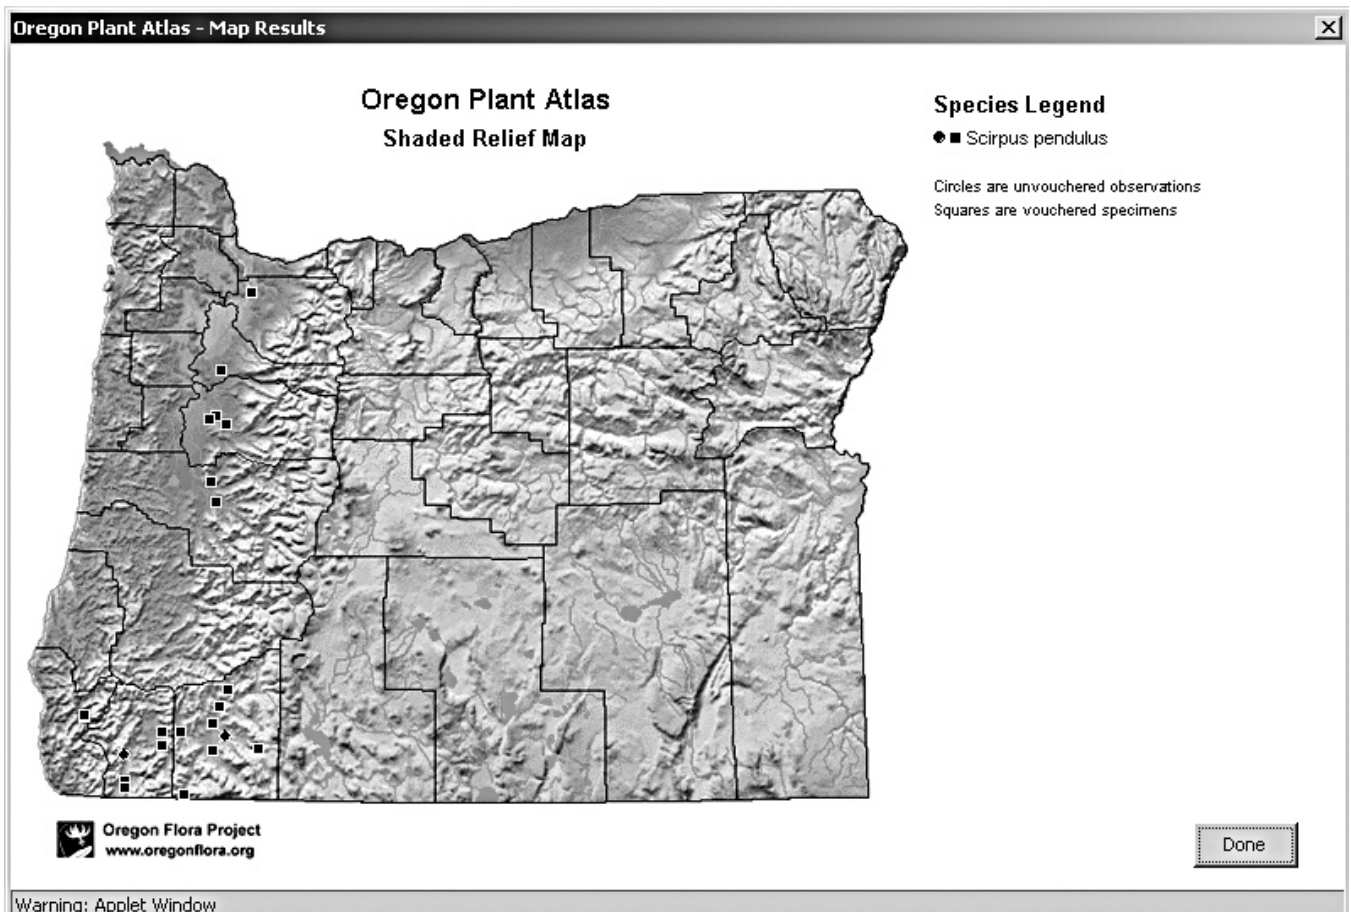 Oregon Plant Atlas - Map Results
Oregon Plant Atlas
Shaded Relief Map
Species Legend
Scirpus pendulus
Circles are unvouchered observations
Squares are vouchered specimens
Oregon Flora Project
www.oregonflora.org
Done
Warning: Applet Window